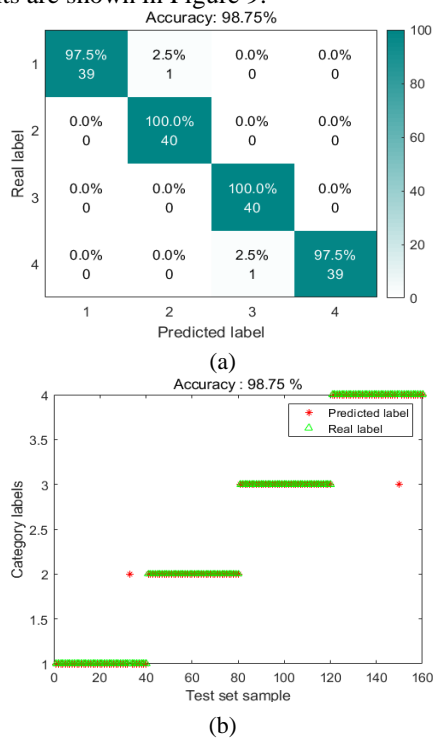 its are shown in Figure 9.
Accuracy: 98.75%
100
1 97.5% 2.5% 0.0% 0.0%
39 1 0 0
80
2 0.0% 100.0% 0.0% 0.0%
0 40 0 0
60
Real label
40
3 0.0% 0.0% 100.0% 0.0%
0 0 40 0
20
4 0.0% 0.0% 2.5% 97.5%
0 0 1 39
0
1 2 3 4
Predicted label
(a)
Accuracy : 98.75 %
4
Predicted label
Real label
3.5
3
Category labels
2.5
2
1.5
1
0 20 40 60 80 100 120 140 160
Test set sample
(b)